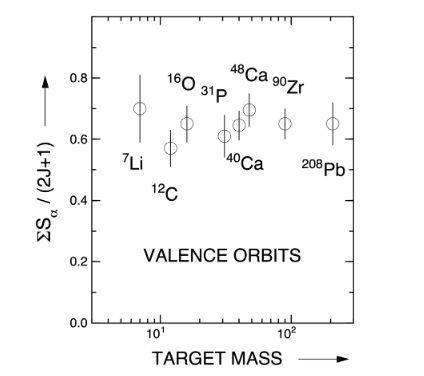 0.8
0.6
0.4
0.2
0.0
ΣSα / (2J+1)
⁷Li
¹²C
¹⁶O
³¹P
⁴⁰Ca
⁴⁸Ca
⁹⁰Zr
²⁰⁸Pb
VALENCE ORBITS
10¹
10²
TARGET MASS